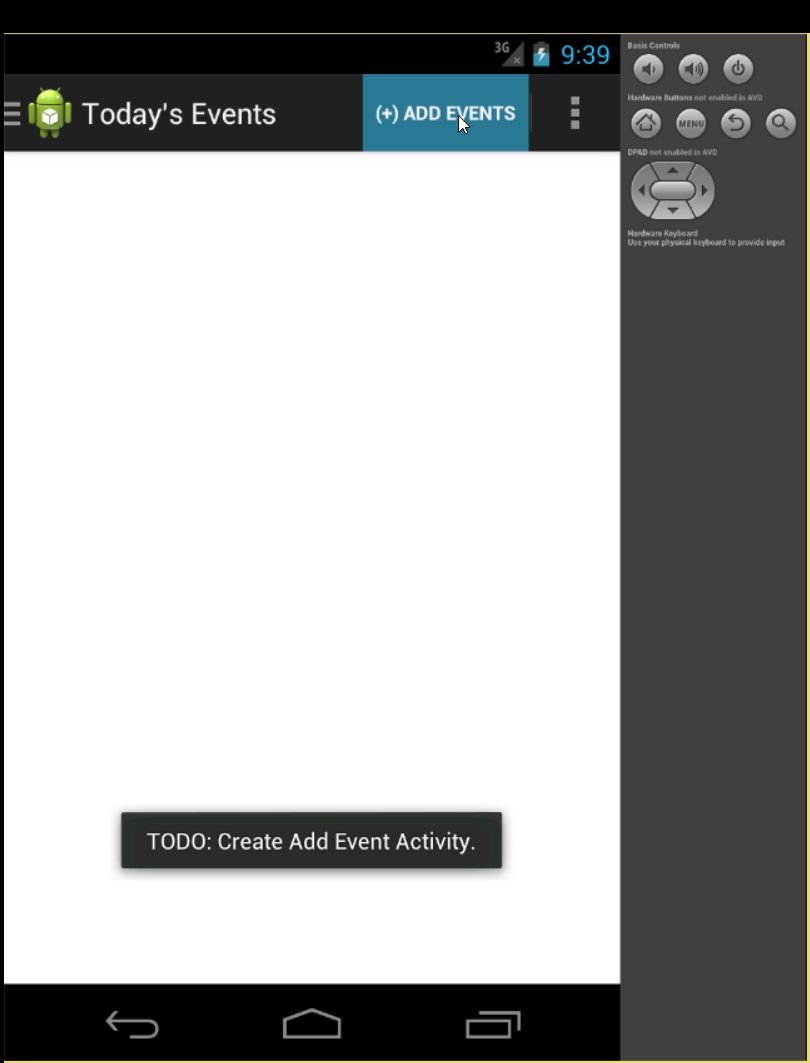 3G
9:39
Today's Events
(+) ADD EVENTS
TODO: Create Add Event Activity.
Basic Controls
Hardware Buttons not enabled in AVD
MENU
DPAD not enabled in AVD
Hardware Keyboard
Use your physical keyboard to provide input